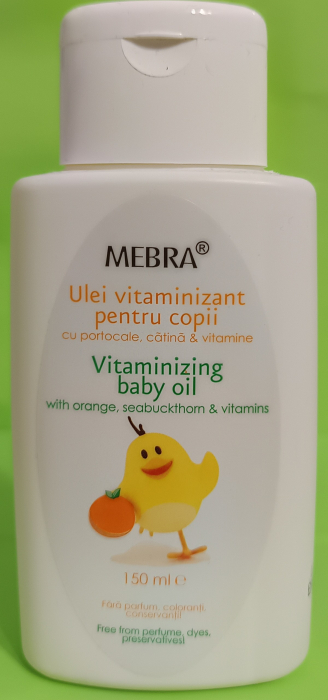 MEBRA®
Ulei vitaminizant
pentru copii
cu portocale, cătină & vitamine
Vitaminizing
baby oil
with orange, seabuckthorn & vitamins
150 ml ℮
Fără parfum, coloranți,
conservanți!
Free from perfume, dyes,
preservatives!